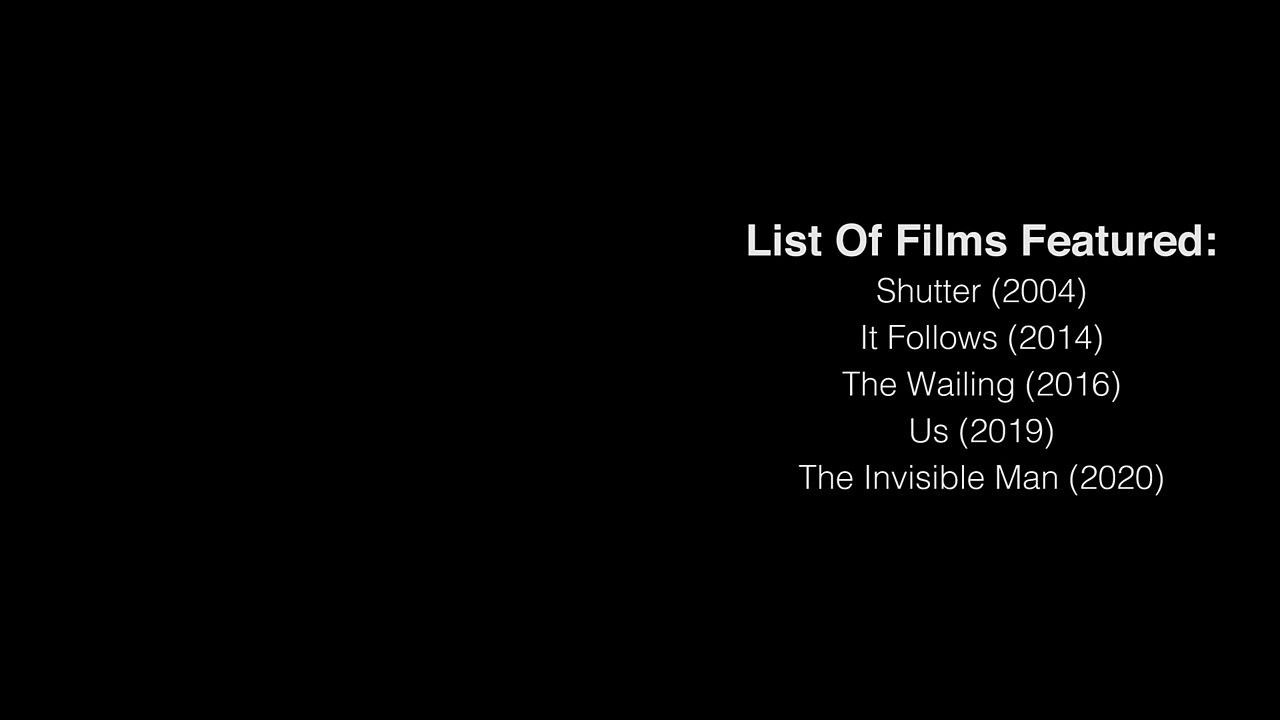 List Of Films Featured:
Shutter (2004)
It Follows (2014)
The Wailing (2016)
Us (2019)
The Invisible Man (2020)